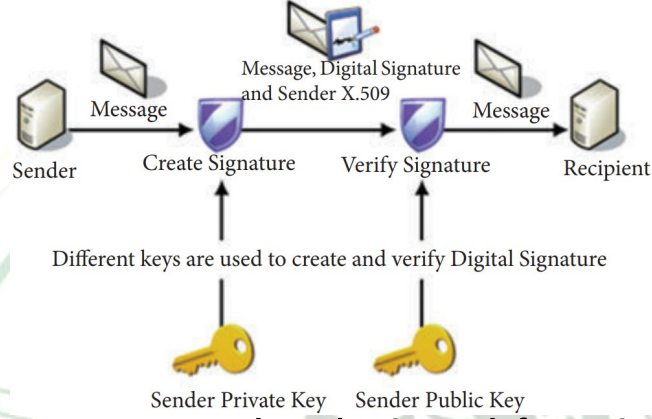 Message, Digital Signature
and Sender X.509
Message
Message
Sender
Create Signature
Verify Signature
Recipient
Different keys are used to create and verify Digital Signature
Sender Private Key
Sender Public Key